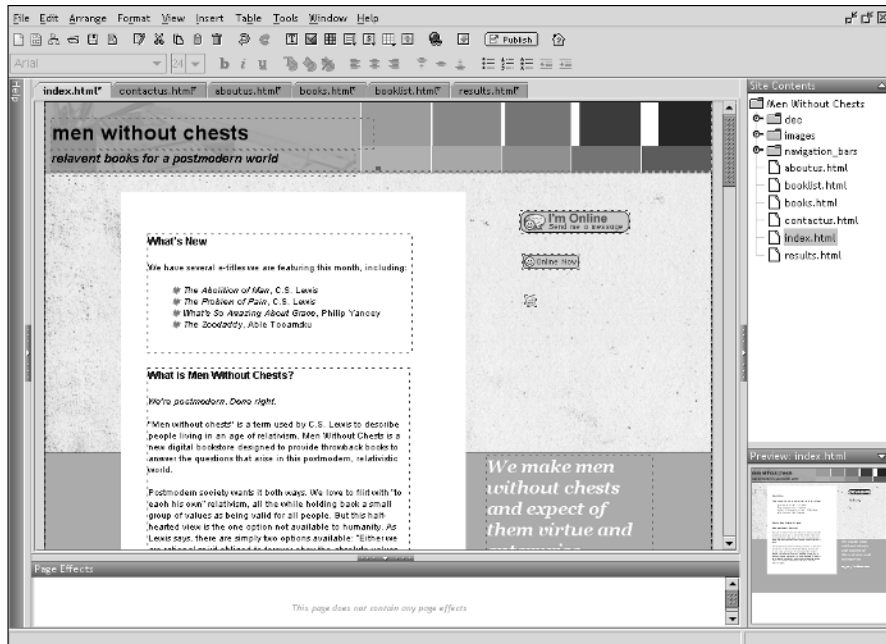 File Edit Arrange Format View Insert Table Tools Window Help
Publish
Arial 24 b i u
Help
index.html* contactus.html* aboutus.html* books.html* booklist.html* results.html*
men without chests
relavent books for a postmodern world
What's New
We have several e-titles we are featuring this month, including:
The Abolition of Man, C.S. Lewis
The Problem of Pain, C.S. Lewis
What's So Amazing About Grace, Philip Yancey
The Zoodaddy, Able Tooamdku
I'm Online
Send me a message
Online Now
What is Men Without Chests?
We're postmodern. Done right.
"Men without chests" is a term used by C.S. Lewis to describe
people living in an age of relativism. Men Without Chests is a
new digital bookstore designed to provide throwback books to
answer the questions that arise in this postmodern, relativistic
world.
Postmodern society wants it both ways. We love to flirt with "to
each his own" relativism, all the while holding back a small
group of values as being valid for all people. But this half-
hearted view is the one option not available to humanity. As
Lewis says, there are simply two options available: "Either we
We make men
without chests
and expect of
them virtue and
Site Contents
Men Without Chests
doc
images
navigation_bars
aboutus.html
booklist.html
books.html
contactus.html
index.html
results.html
Preview: index.html
Page Effects
This page does not contain any page effects